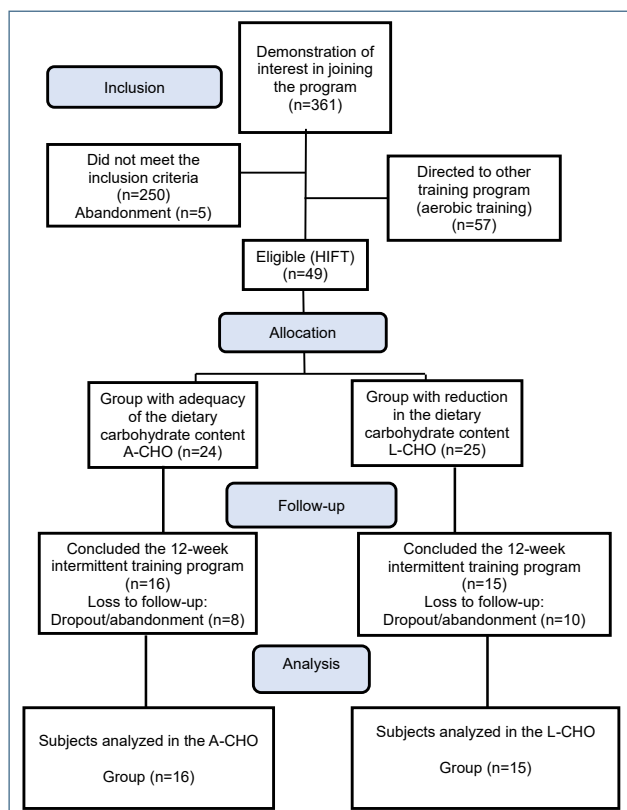 Demonstration of
interest in joining
the program
(n=361)
Inclusion
Did not meet the
inclusion criteria
(n=250)
Abandonment (n=5)
Directed to other
training program
(aerobic training)
(n=57)
Eligible (HIFT)
(n=49)
Allocation
Group with adequacy
of the dietary
carbohydrate content
A-CHO (n=24)
Group with reduction
in the dietary
carbohydrate content
L-CHO (n=25)
Follow-up
Concluded the 12-week
intermittent training program
(n=16)
Loss to follow-up:
Dropout/abandonment (n=8)
Concluded the 12-week
intermittent training program
(n=15)
Loss to follow-up:
Dropout/abandonment (n=10)
Analysis
Subjects analyzed in the A-CHO
Group (n=16)
Subjects analyzed in the L-CHO
Group (n=15)